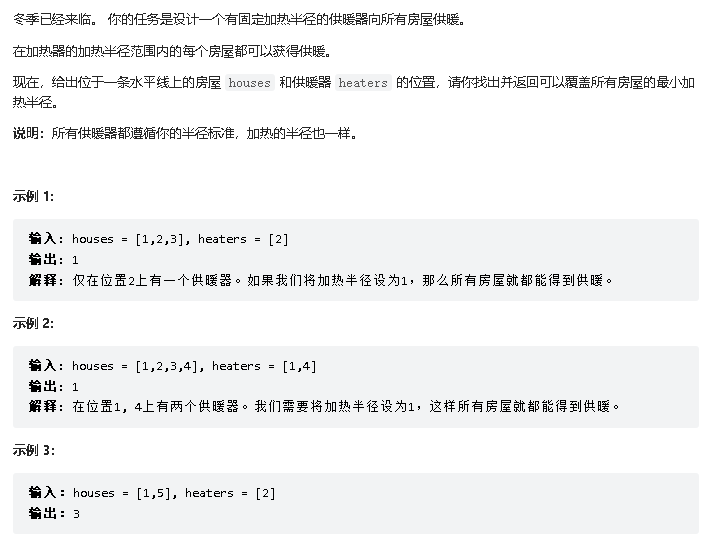 冬季已经来临。 你的任务是设计一个有固定加热半径的供暖器向所有房屋供暖。
在加热器的加热半径范围内的每个房屋都可以获得供暖。
现在，给出位于一条水平线上的房屋 houses 和供暖器 heaters 的位置，请你找出并返回可以覆盖所有房屋的最小加
热半径。
说明：所有供暖器都遵循你的半径标准，加热的半径也一样。
示例 1:
输入: houses = [1,2,3], heaters = [2]
输出: 1
解释: 仅在位置2上有一个供暖器。如果我们将加热半径设为1，那么所有房屋就都能得到供暖。
示例 2:
输入: houses = [1,2,3,4], heaters = [1,4]
输出: 1
解释: 在位置1, 4上有两个供暖器。我们需要将加热半径设为1，这样所有房屋就都能得到供暖。
示例 3:
输入：houses = [1,5], heaters = [2]
输出：3